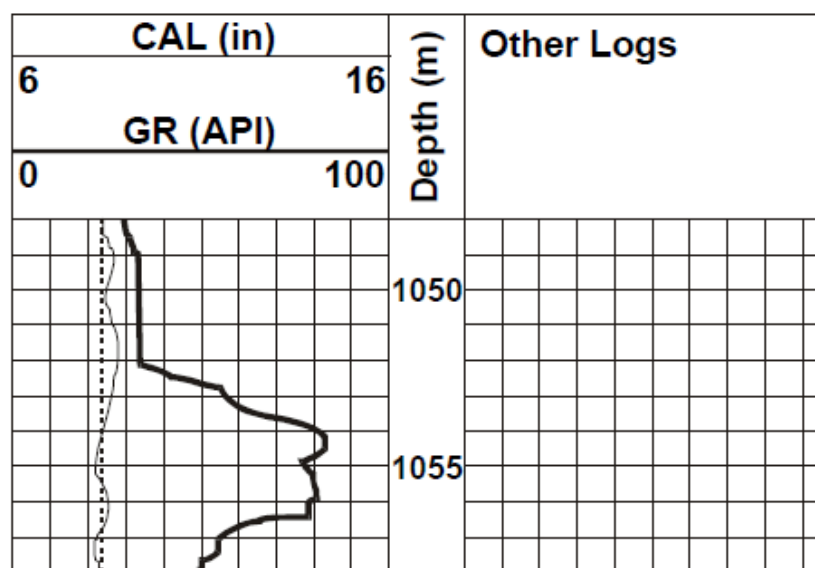 CAL (in)
6 16
GR (API)
0 100
Depth (m)
Other Logs
1050
1055